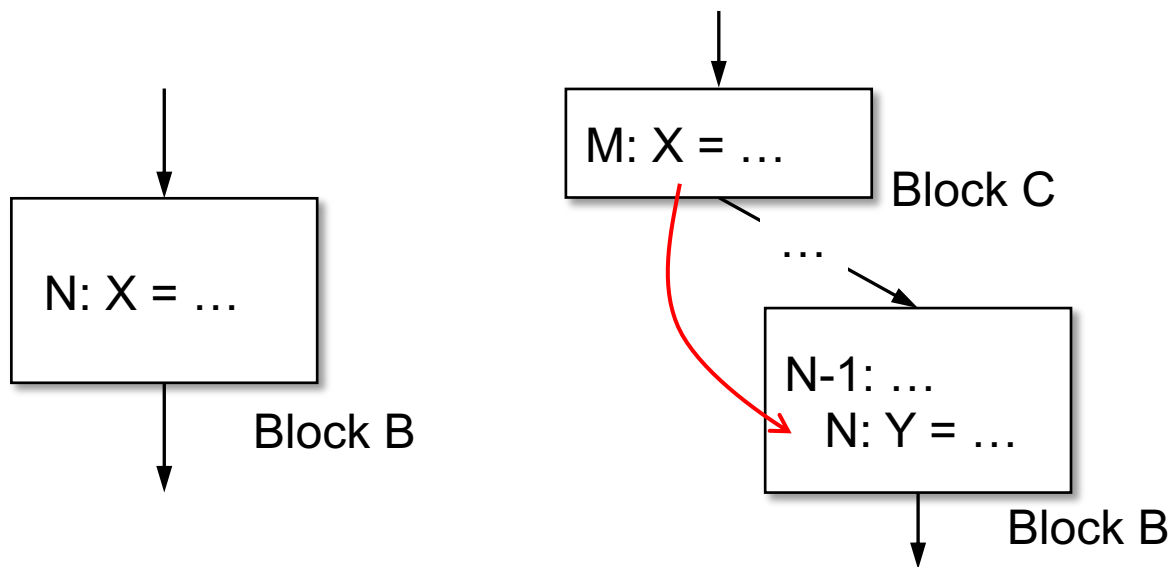 N: X = …
Block B
M: X = …
Block C
…
N-1: …
N: Y = …
Block B